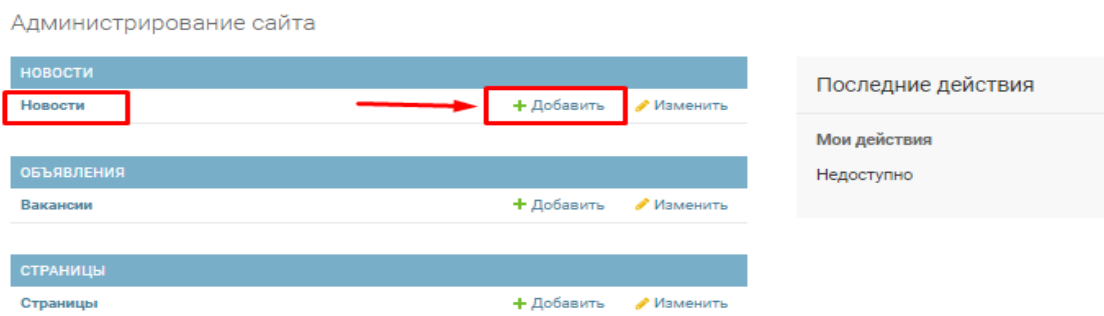 Администрирование сайта
НОВОСТИ
Новости Добавить Изменить
ОБЪЯВЛЕНИЯ
Вакансии Добавить Изменить
СТРАНИЦЫ
Страницы Добавить Изменить
Последние действия
Мои действия
Недоступно